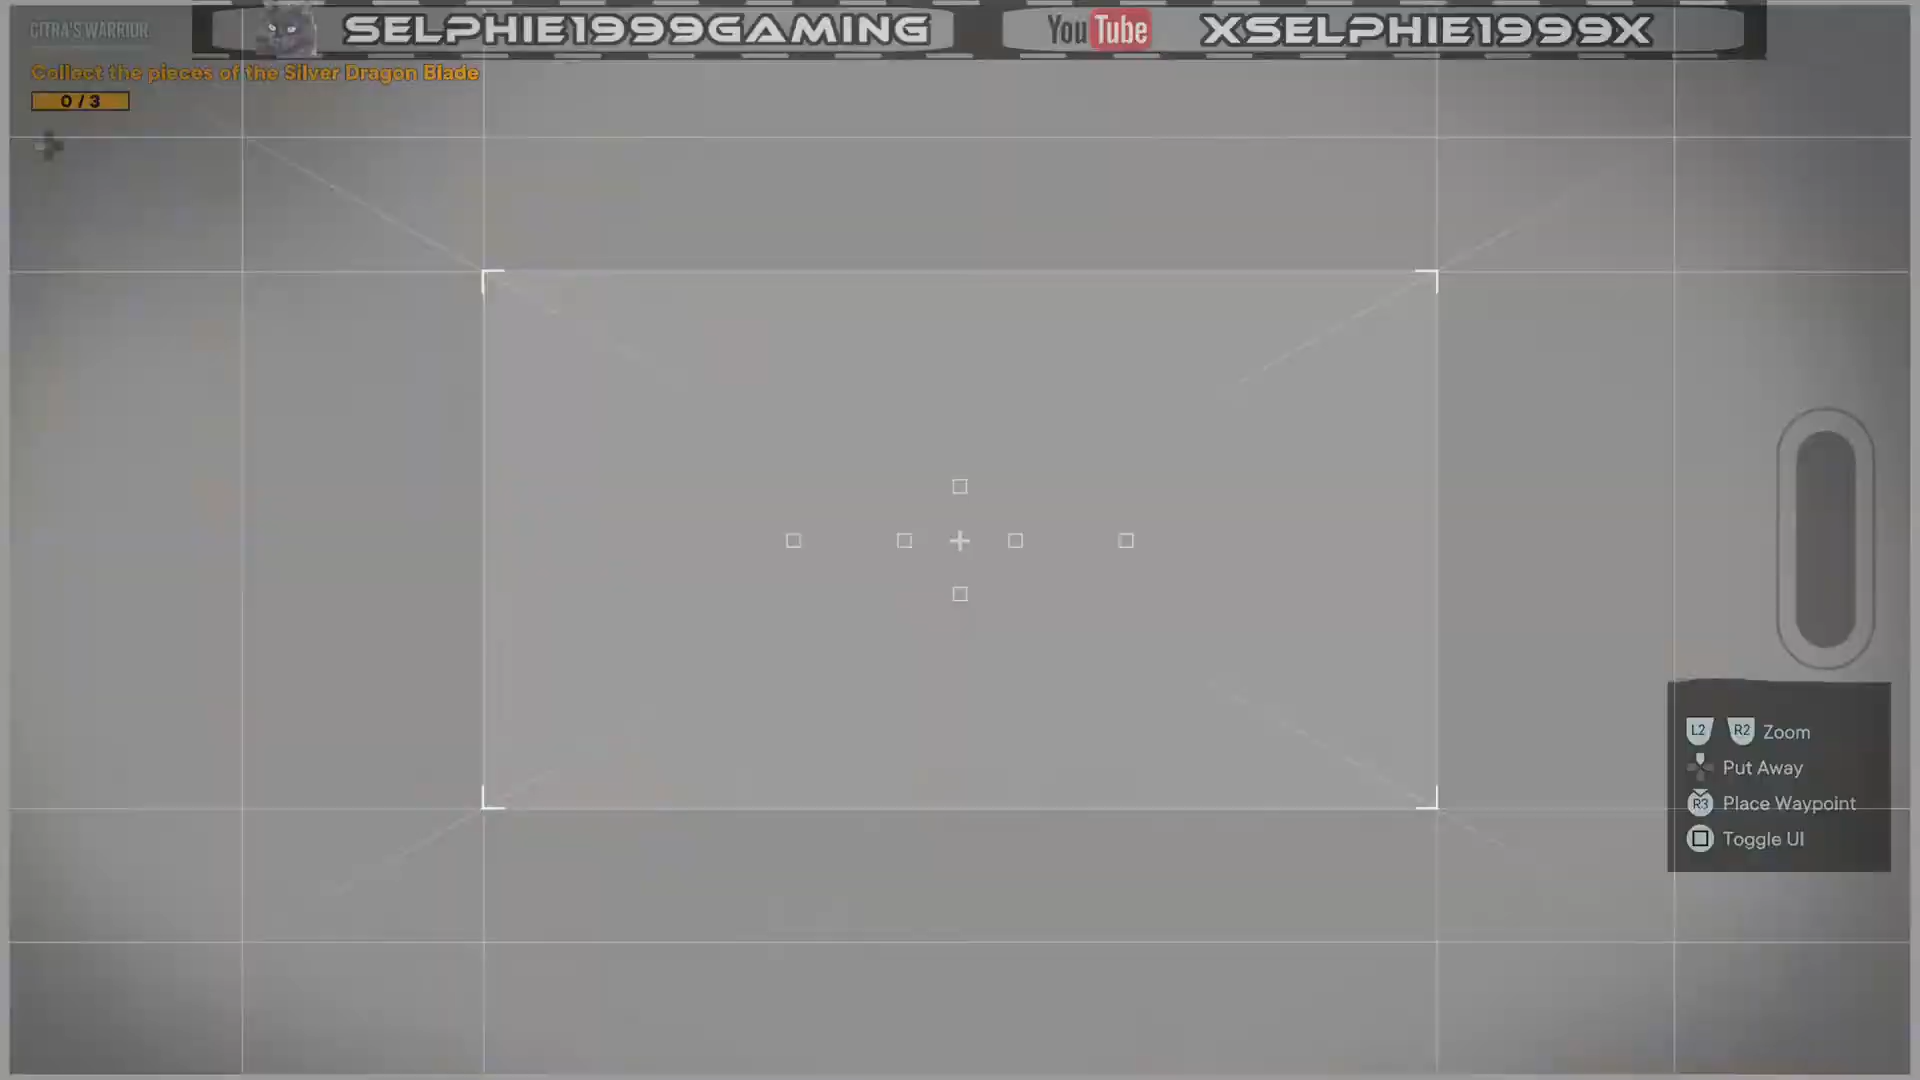 CITRA'S WARRIOR
SELPHIE1999GAMING
YouTube
XSELPHIE1999X
Collect the pieces of the Silver Dragon Blade
0 / 3
L2 R2 Zoom
Put Away
R3 Place Waypoint
Toggle UI